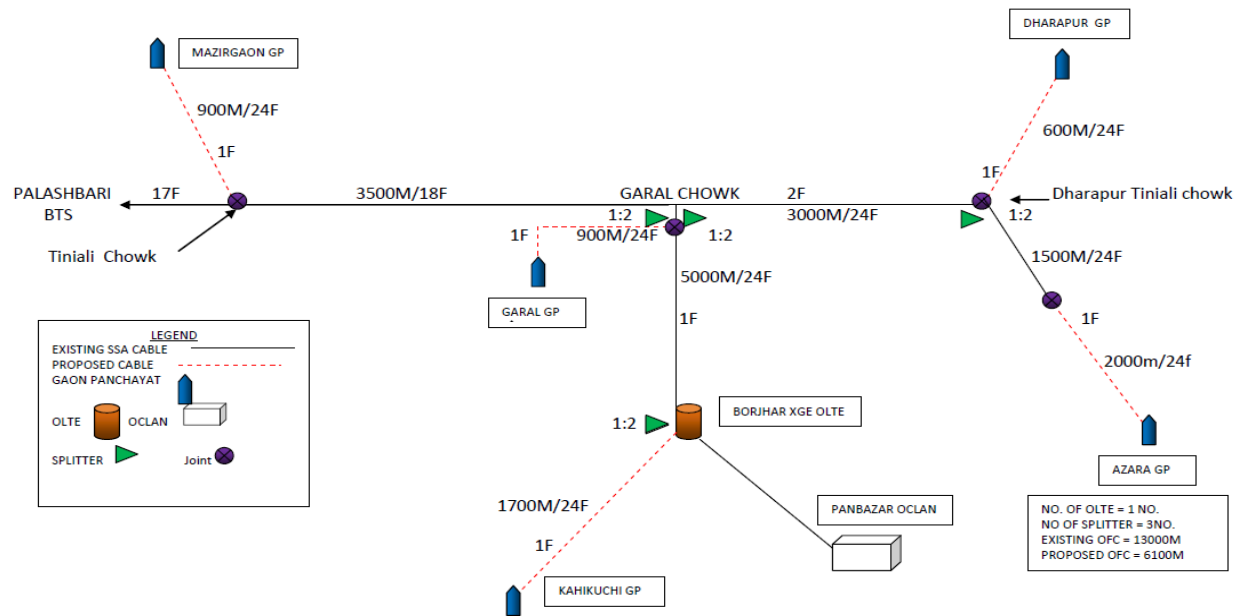 DHARAPUR GP
MAZIRGAON GP
900M/24F
600M/24F
1F
1F
PALASHBARI
BTS
17F
3500M/18F
GARAL CHOWK
2F
3000M/24F
Dharapur Tiniali chowk
1:2
Tiniali Chowk
1:2
1F
900M/24F
1:2
1500M/24F
5000M/24F
GARAL GP
1F
1F
2000m/24f
LEGEND
EXISTING SSA CABLE
PROPOSED CABLE
GAON PANCHAYAT
OLTE
OCLAN
SPLITTER
Joint
1:2
BORJHAR XGE OLTE
AZARA GP
1700M/24F
PANBAZAR OCLAN
NO. OF OLTE = 1 NO.
NO OF SPLITTER = 3NO.
EXISTING OFC = 13000M
PROPOSED OFC = 6100M
1F
KAHIKUCHI GP